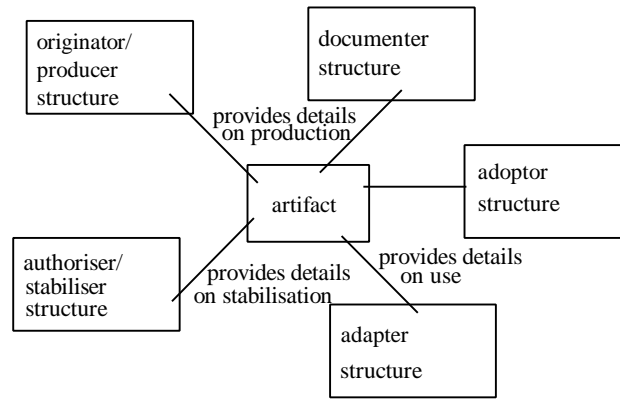 originator/
producer
structure
documenter
structure
provides details
on production
artifact
adoptor
structure
authoriser/
stabiliser
structure
provides details
on stabilisation
provides details
on use
adapter
structure